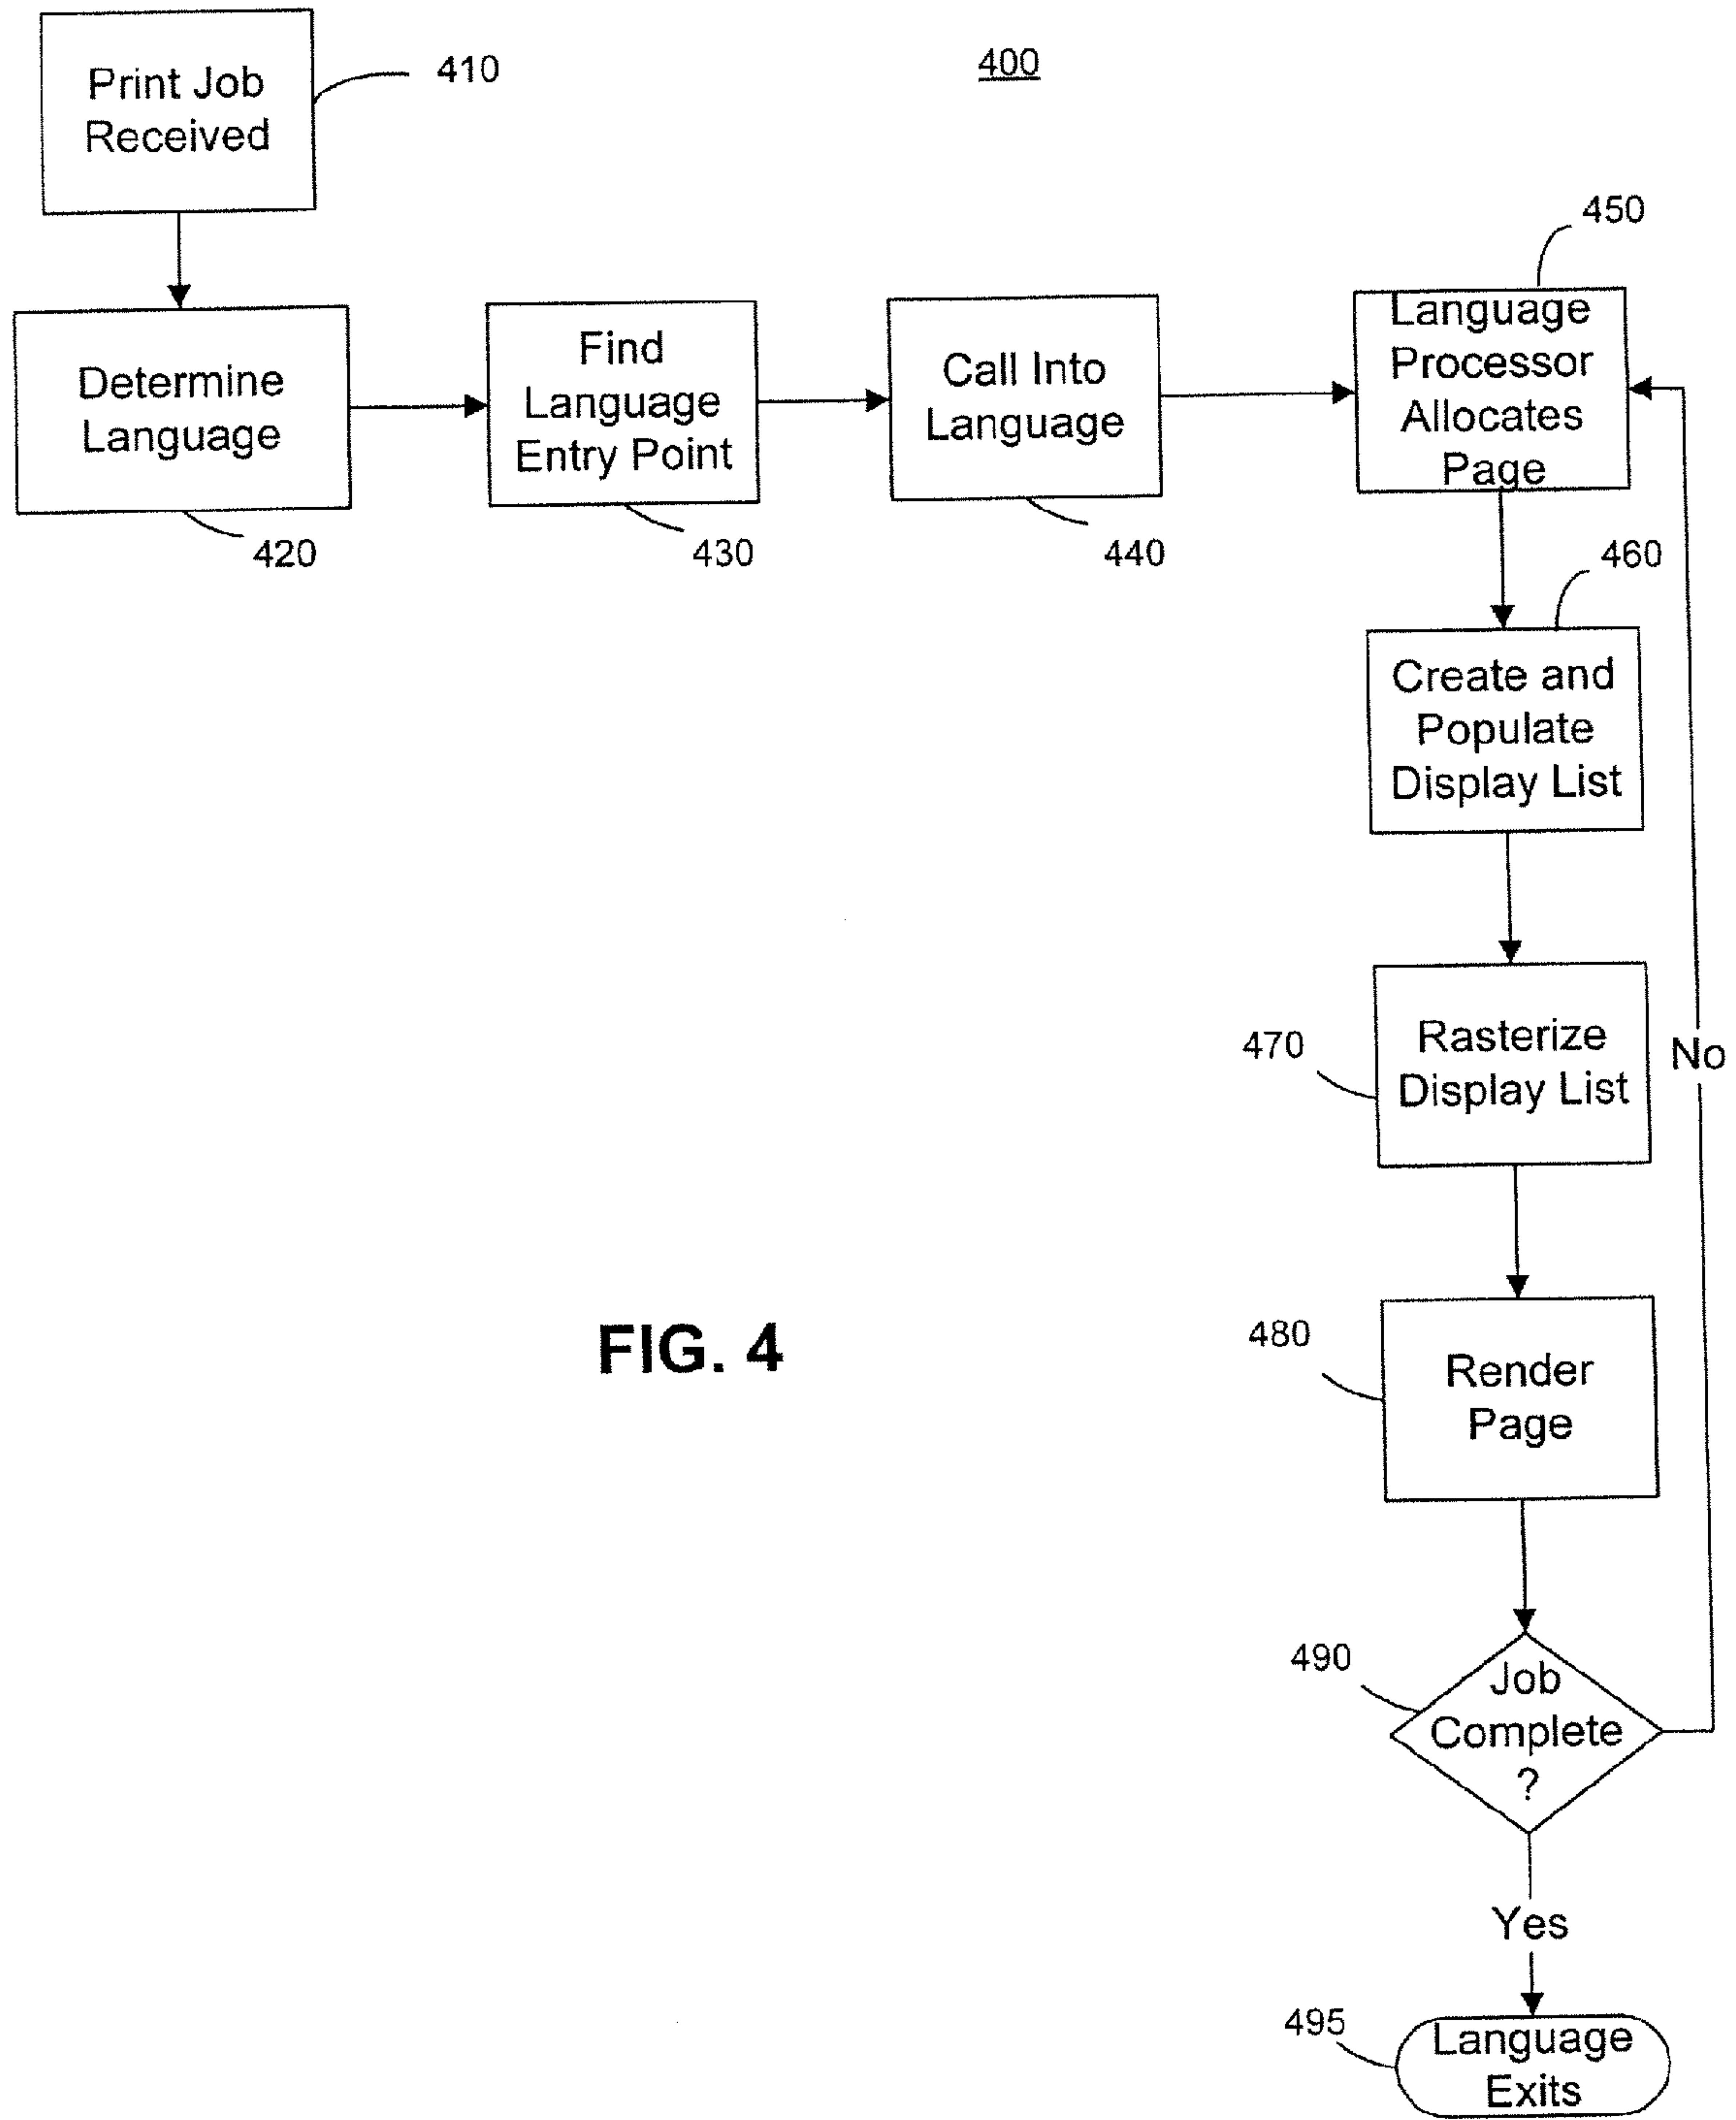 Print Job
Received
410
400
Determine
Language
420
Find
Language
Entry Point
430
Call Into
Language
440
450
Language
Processor
Allocates
Page
460
Create and
Populate
Display List
470
Rasterize
Display List
No
FIG. 4
480
Render
Page
490
Job
Complete
?
Yes
495
Language
Exits